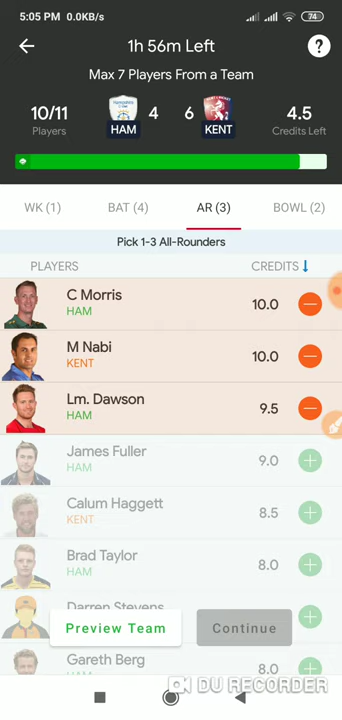 5:05 PM 0.0KB/s
74
1h 56m Left
?
Max 7 Players From a Team
10/11
Players
HAM
4
6
KENT
4.5
Credits Left
WK (1)
BAT (4)
AR (3)
BOWL (2)
Pick 1-3 All-Rounders
PLAYERS
CREDITS
C Morris
HAM
10.0
M Nabi
KENT
10.0
Lm. Dawson
HAM
9.5
James Fuller
HAM
9.0
Calum Haggett
KENT
8.5
Brad Taylor
HAM
8.0
Darren Stevens
Preview Team
Continue
Gareth Berg
HAM
8.0
DU RECORDER